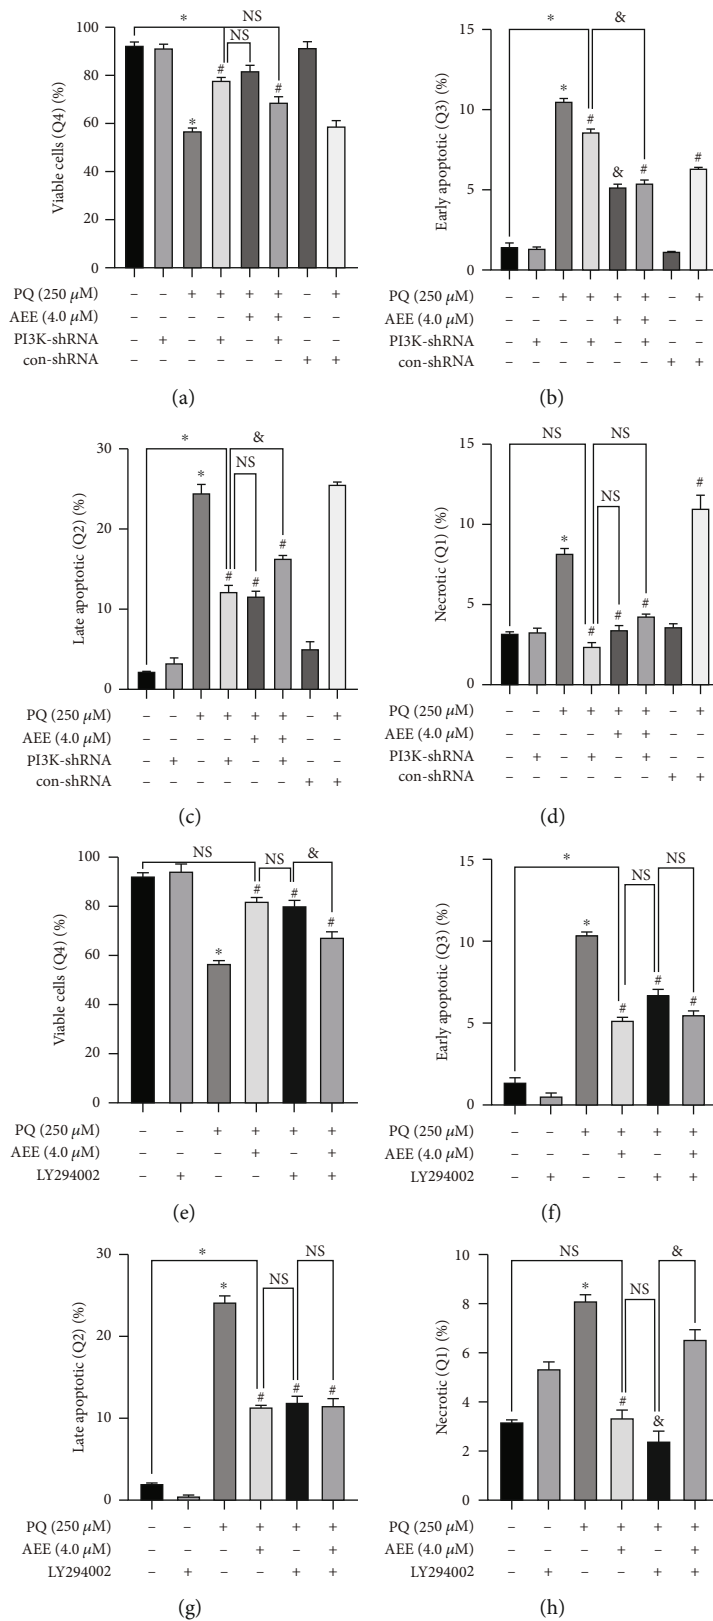 *
NS
NS
#
#
*
100
80
60
40
20
0
Viable cells (Q4) (%)
PQ (250 μM) – – + + + + – +
AEE (4.0 μM) – – – – + + – –
PI3K-shRNA – + – + – + – –
con-shRNA – – – – – – + +
(a)
*
&
*
#
&
#
#
15
10
5
0
Early apoptotic (Q3) (%)
PQ (250 μM) – – + + + + – +
AEE (4.0 μM) – – – – + + – –
PI3K-shRNA – + – + – + – –
con-shRNA – – – – – – + +
(b)
*
&
NS
*
#
#
#
30
20
10
0
Late apoptotic (Q2) (%)
PQ (250 μM) – – + + + + – +
AEE (4.0 μM) – – – – + + – –
PI3K-shRNA – + – + – + – –
con-shRNA – – – – – – + +
(c)
NS
NS
NS
*
#
#
#
#
15
10
5
0
Necrotic (Q1) (%)
PQ (250 μM) – – + + + + – +
AEE (4.0 μM) – – – – + + – –
PI3K-shRNA – + – + – + – –
con-shRNA – – – – – – + +
(d)
NS
NS
&
*
#
#
#
100
80
60
40
20
0
Viable cells (Q4) (%)
PQ (250 μM) – – + + + +
AEE (4.0 μM) – – – + – +
LY294002 – + – – + +
(e)
*
NS
NS
*
#
#
#
15
10
5
0
Early apoptotic (Q3) (%)
PQ (250 μM) – – + + + +
AEE (4.0 μM) – – – + – +
LY294002 – + – – + +
(f)
*
NS
NS
*
#
#
#
30
20
10
0
Late apoptotic (Q2) (%)
PQ (250 μM) – – + + + +
AEE (4.0 μM) – – – + – +
LY294002 – + – – + +
(g)
NS
&
NS
*
#
&
10
8
6
4
2
0
Necrotic (Q1) (%)
PQ (250 μM) – – + + + +
AEE (4.0 μM) – – – + – +
LY294002 – + – – + +
(h)